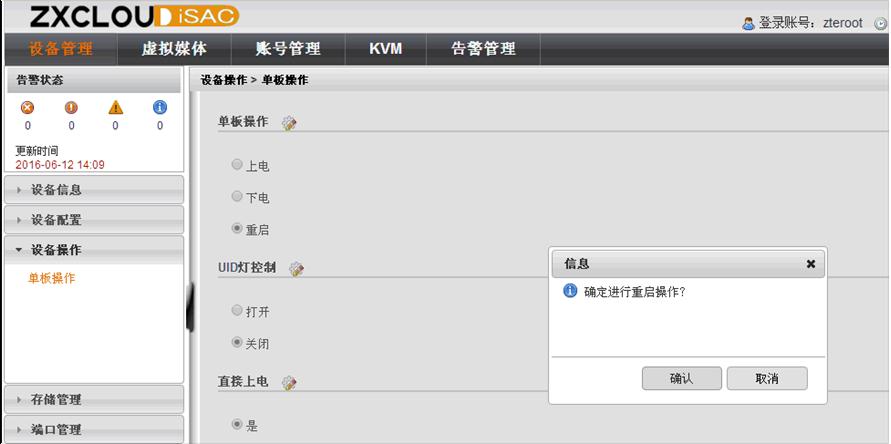 ZXCLOUD iSAC
登录账号：zteroot
设备管理 虚拟媒体 账号管理 KVM 告警管理
告警状态
0 0 0 0
更新时间
2016-06-12 14:09
设备信息
设备配置
设备操作
单板操作
存储管理
端口管理
设备操作 > 单板操作
单板操作
上电
下电
重启
UID灯控制
打开
关闭
直接上电
是
信息
确定进行重启操作?
确认 取消